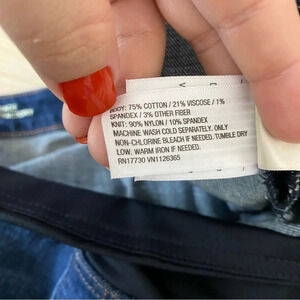 BODY: 75% COTTON / 21% VISCOSE / 1%
SPANDEX / 3% OTHER FIBER
KNIT: 90% NYLON / 10% SPANDEX
MACHINE WASH COLD SEPARATELY. ONLY
NON-CHLORINE BLEACH IF NEEDED. TUMBLE DRY
LOW. WARM IRON IF NEEDED.
RN17730 VN1126365